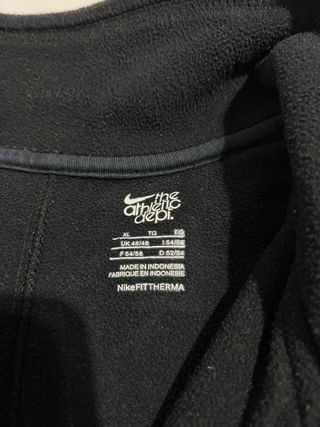 the
athletic
dept.
XL TG EG
UK 46/48 I 54/56
F 54/56 D 52/54
MADE IN INDONESIA
FABRIQUE EN INDONESIE
NikeFITTHERMA